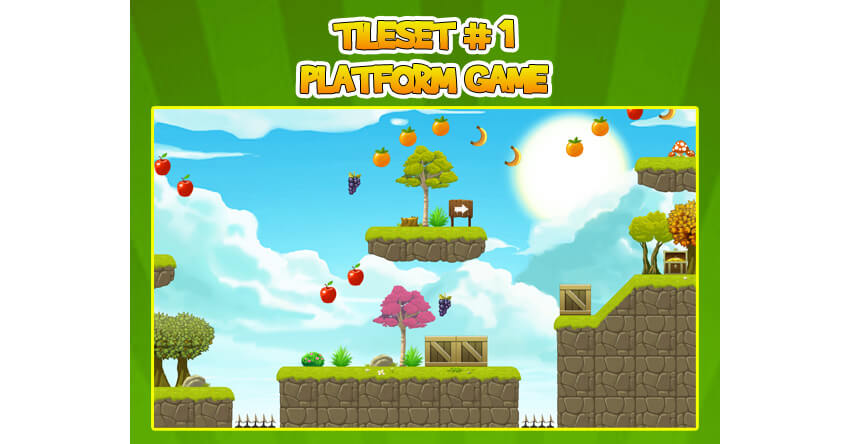 TILESET # 1
PLATFORM GAME